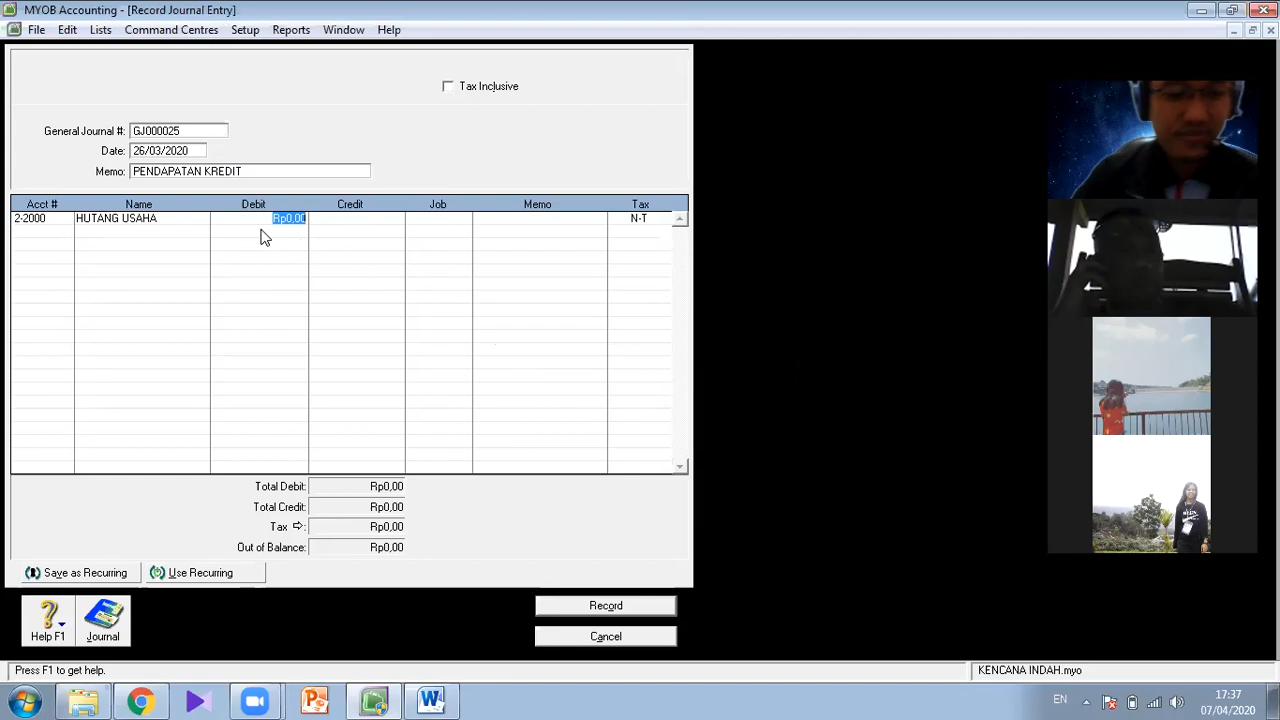 MYOB Accounting - [Record Journal Entry]
File Edit Lists Command Centres Setup Reports Window Help
Tax Inclusive
General Journal #: GJ000025
Date: 26/03/2020
Memo: PENDAPATAN KREDIT
Acct # Name Debit Credit Job Memo Tax
2-2000 HUTANG USAHA Rp0,00 N-T
Total Debit: Rp0,00
Total Credit: Rp0,00
Tax ⇨: Rp0,00
Out of Balance: Rp0,00
Save as Recurring Use Recurring
Record
Help F1 Journal
Cancel
Press F1 to get help. KENCANA INDAH.myo
EN 17:37
07/04/2020